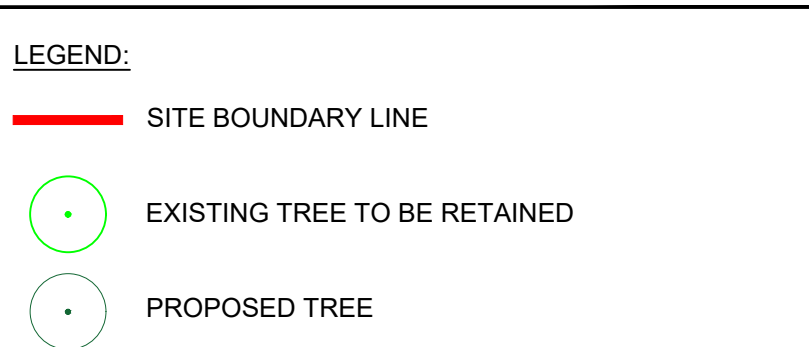 LEGEND:
SITE BOUNDARY LINE
EXISTING TREE TO BE RETAINED
PROPOSED TREE